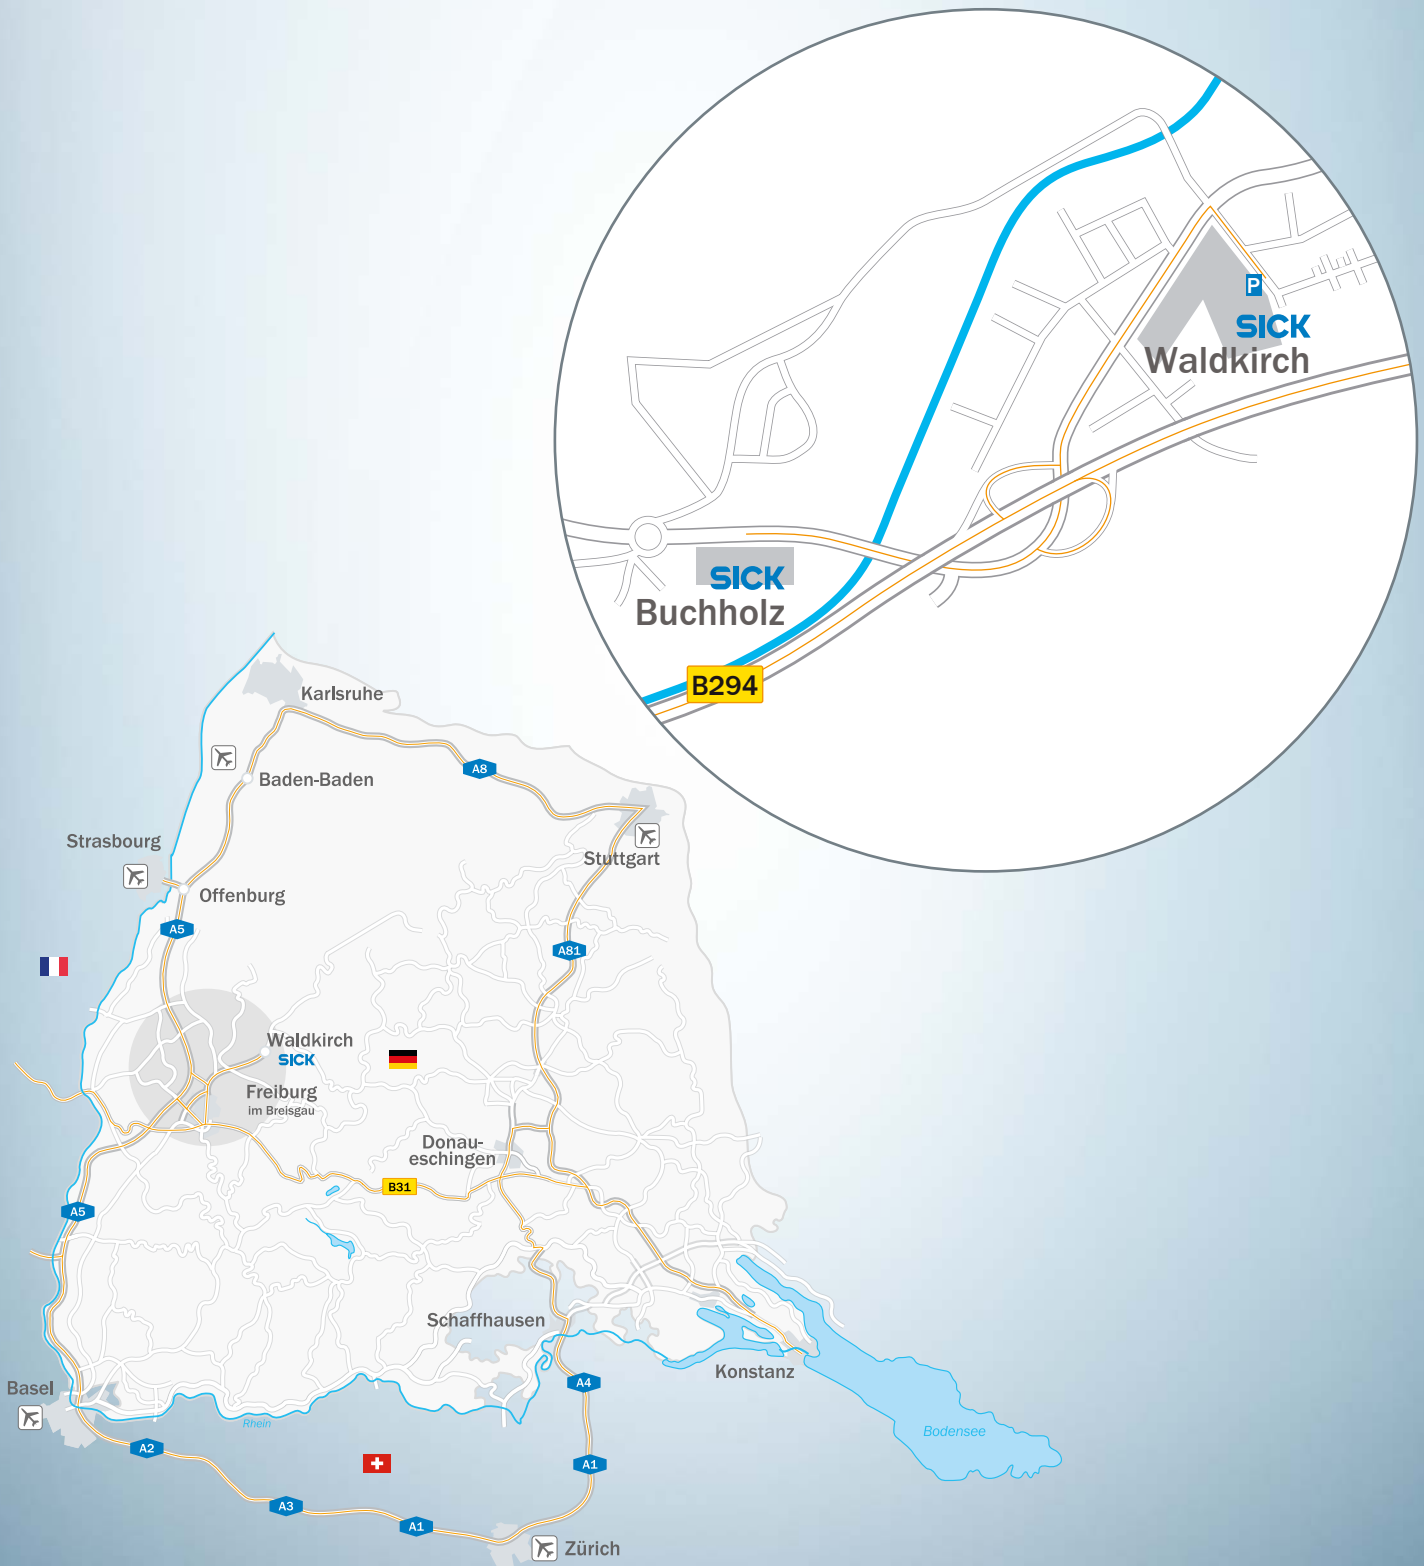 P
SICK
Waldkirch
SICK
Buchholz
B294
Karlsruhe
A8
Baden-Baden
Strasbourg
Stuttgart
Offenburg
A5
A81
Waldkirch
SICK
Freiburg
im Breisgau
Donau-
eschingen
B31
A5
Schaffhausen
Konstanz
A4
Basel
Rhein
Bodensee
A2
A1
A3
A1
Zürich